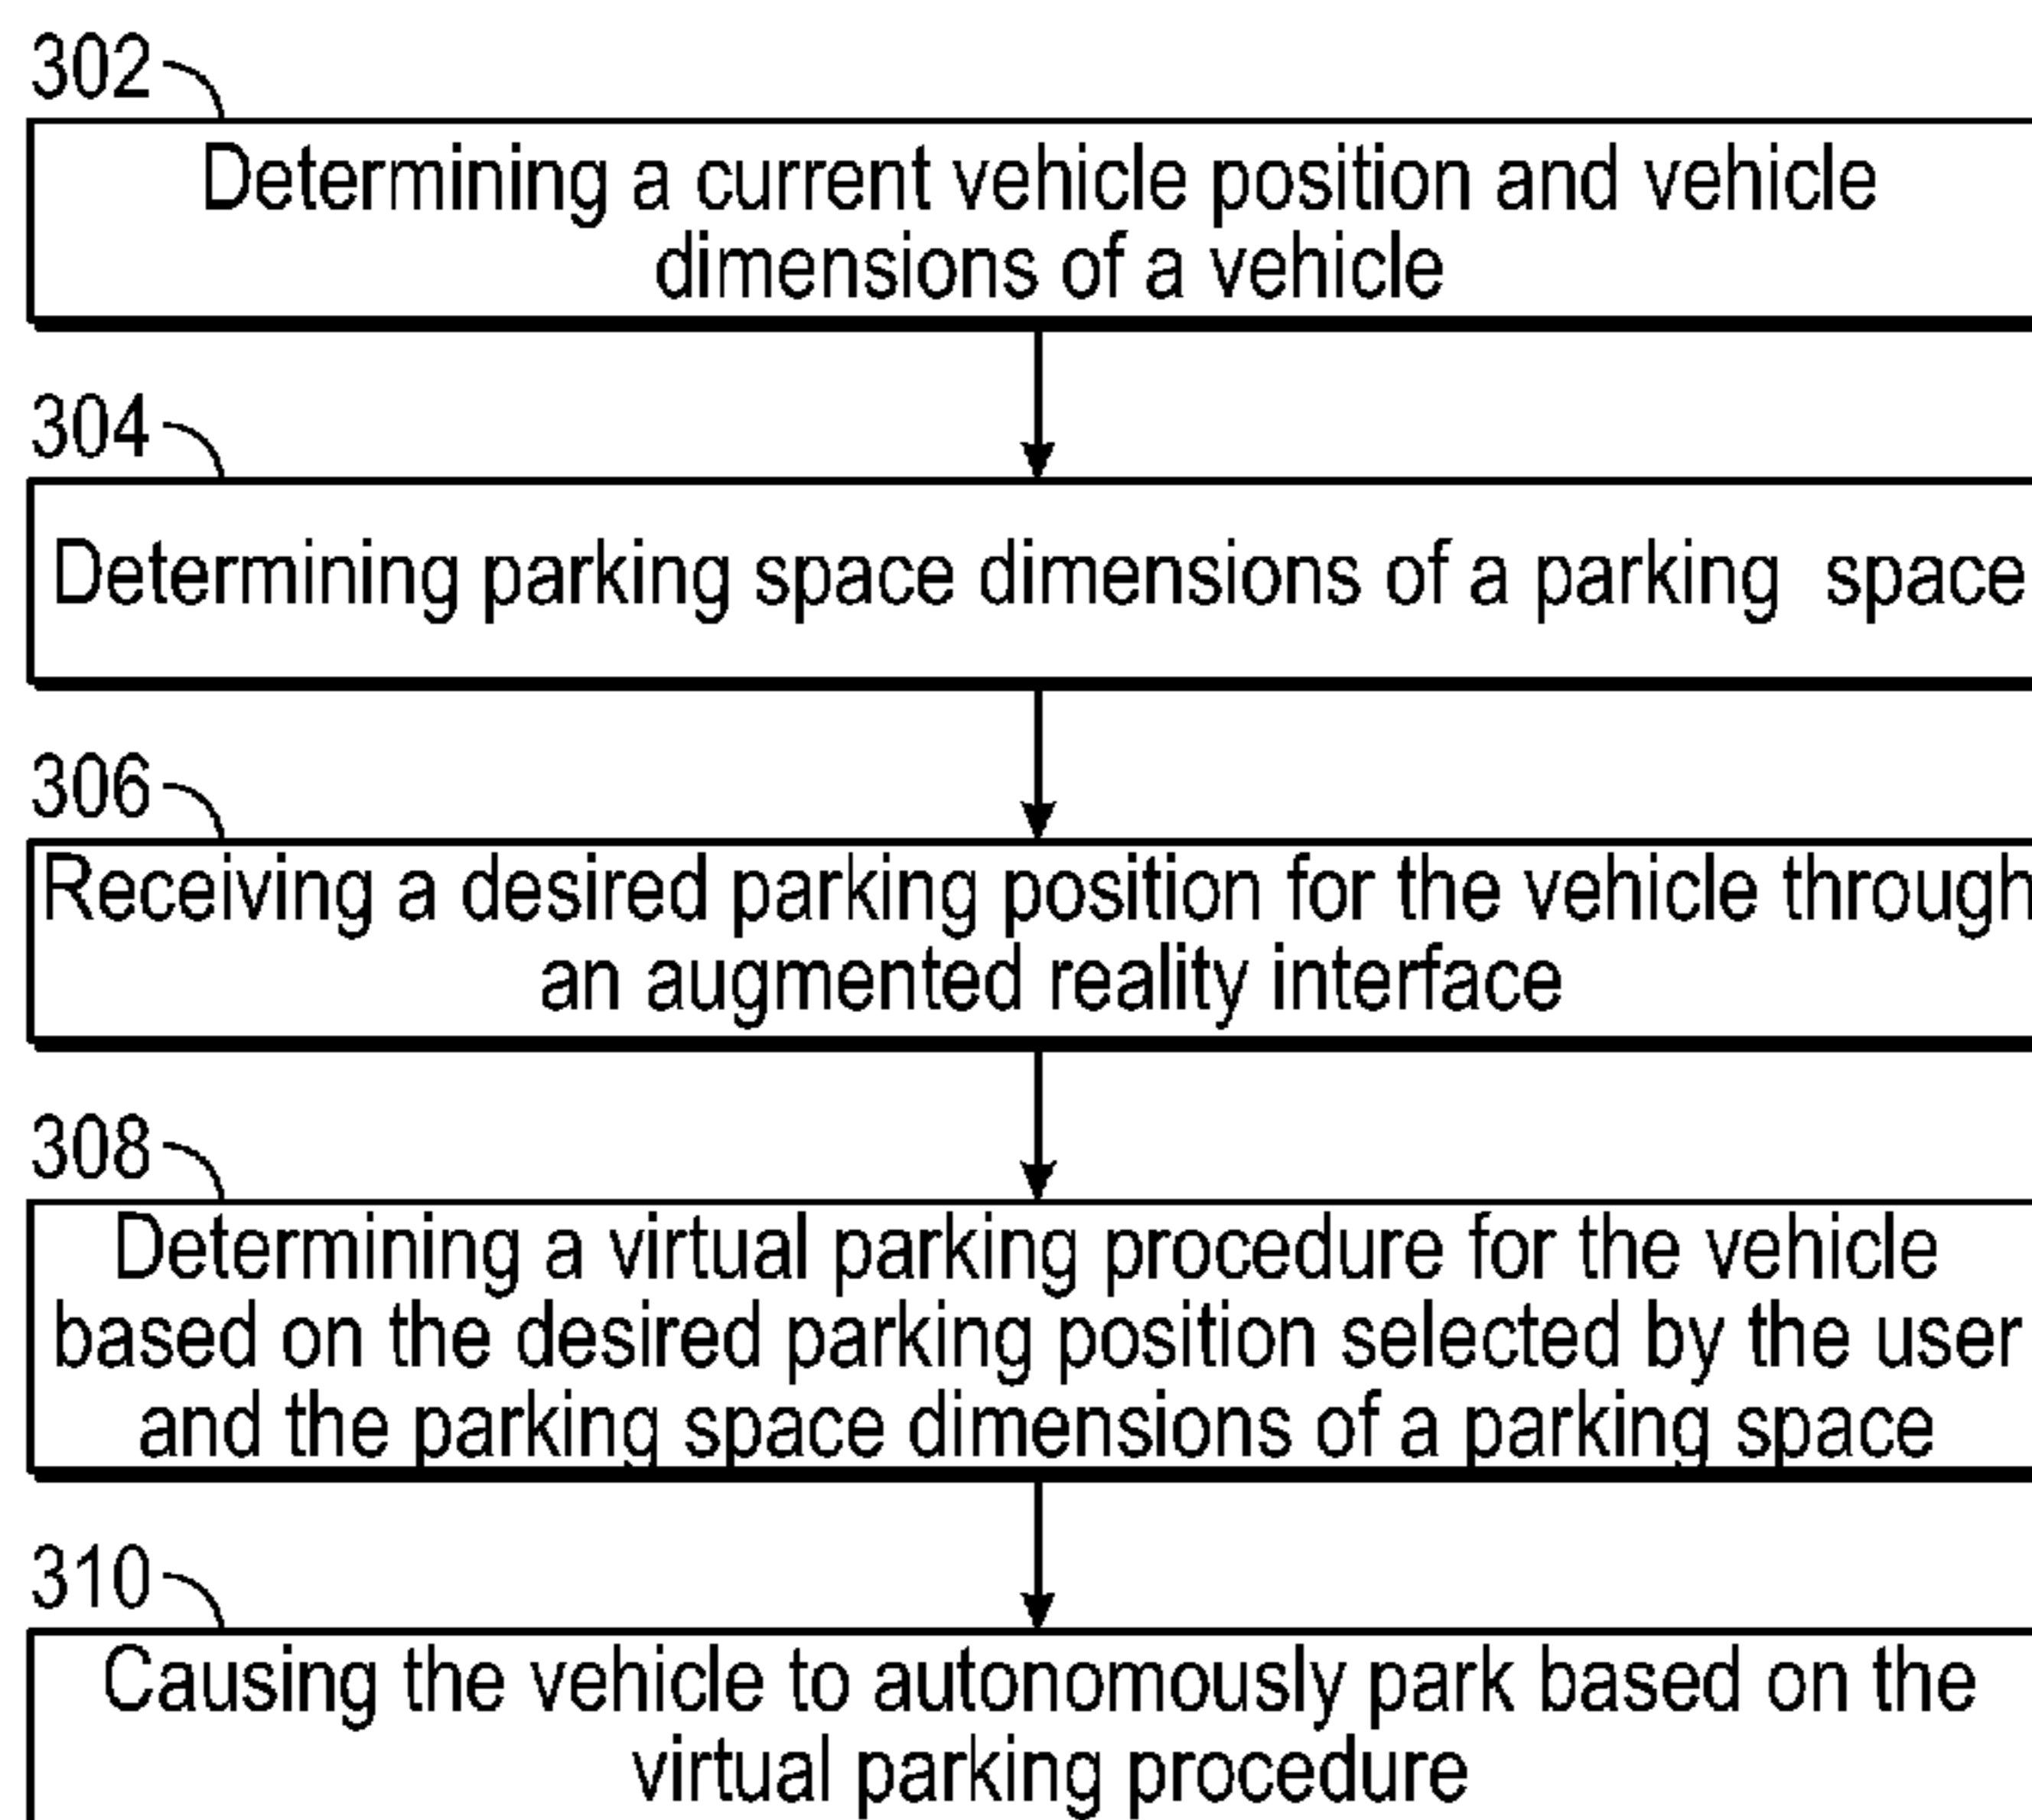 302
Determining a current vehicle position and vehicle
dimensions of a vehicle
304
Determining parking space dimensions of a parking space
306
Receiving a desired parking position for the vehicle through
an augmented reality interface
308
Determining a virtual parking procedure for the vehicle
based on the desired parking position selected by the user
and the parking space dimensions of a parking space
310
Causing the vehicle to autonomously park based on the
virtual parking procedure